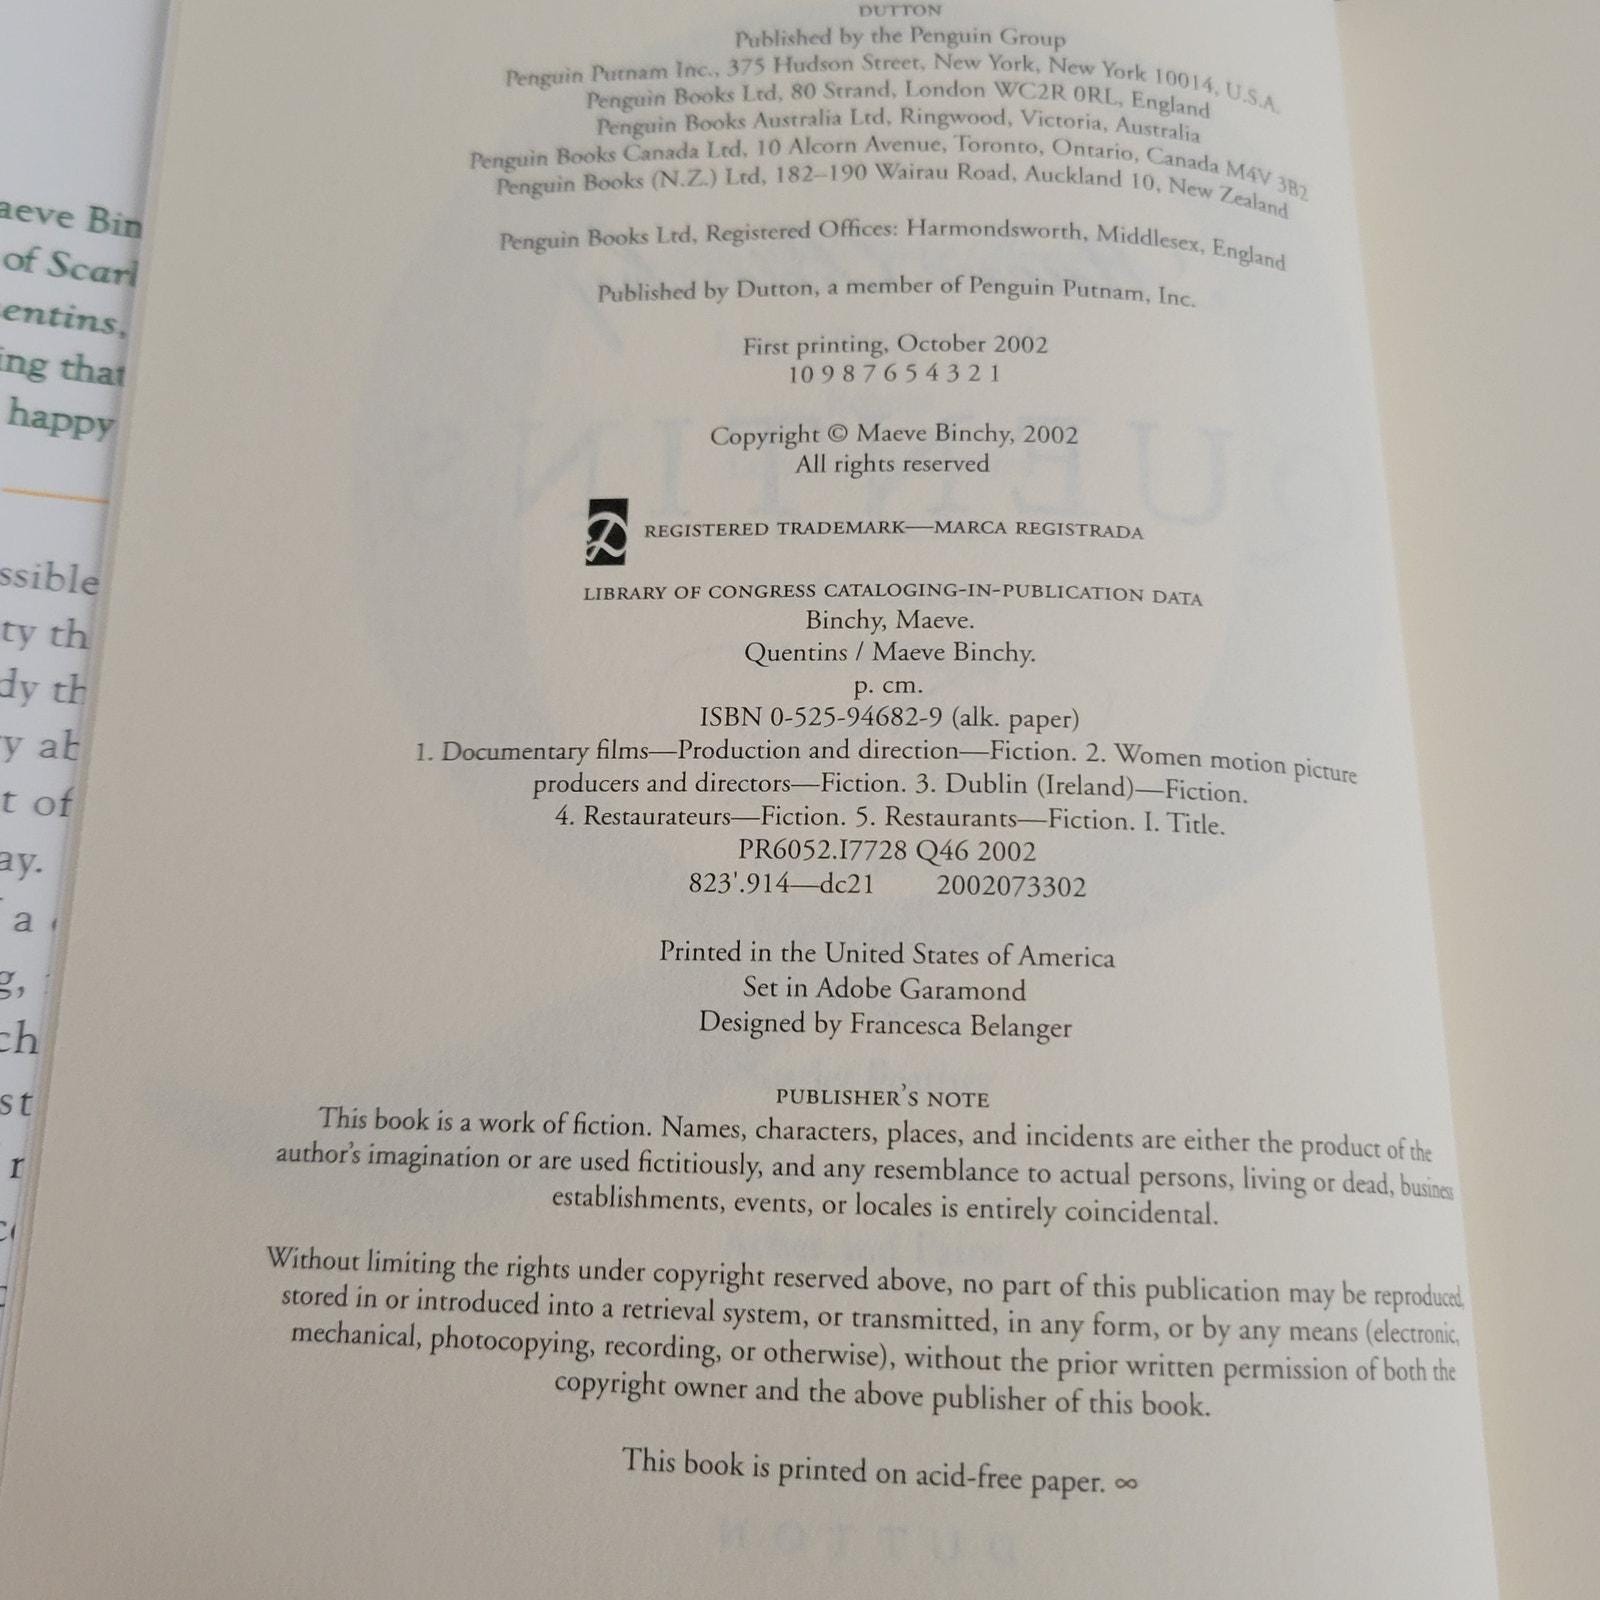 DUTTON
Published by the Penguin Group
Penguin Putnam Inc., 375 Hudson Street, New York, New York 10014, U.S.A.
Penguin Books Ltd, 80 Strand, London WC2R 0RL, England
Penguin Books Australia Ltd, Ringwood, Victoria, Australia
Penguin Books Canada Ltd, 10 Alcorn Avenue, Toronto, Ontario, Canada M4V 3B2
Penguin Books (N.Z.) Ltd, 182–190 Wairau Road, Auckland 10, New Zealand
Penguin Books Ltd, Registered Offices: Harmondsworth, Middlesex, England
Published by Dutton, a member of Penguin Putnam, Inc.
First printing, October 2002
10 9 8 7 6 5 4 3 2 1
Copyright © Maeve Binchy, 2002
All rights reserved
REGISTERED TRADEMARK—MARCA REGISTRADA
LIBRARY OF CONGRESS CATALOGING-IN-PUBLICATION DATA
Binchy, Maeve.
Quentins / Maeve Binchy.
p. cm.
ISBN 0-525-94682-9 (alk. paper)
1. Documentary films—Production and direction—Fiction. 2. Women motion picture
producers and directors—Fiction. 3. Dublin (Ireland)—Fiction.
4. Restaurateurs—Fiction. 5. Restaurants—Fiction. I. Title.
PR6052.I7728 Q46 2002
823'.914—dc21 2002073302
Printed in the United States of America
Set in Adobe Garamond
Designed by Francesca Belanger
PUBLISHER'S NOTE
This book is a work of fiction. Names, characters, places, and incidents are either the product of the
author's imagination or are used fictitiously, and any resemblance to actual persons, living or dead, business
establishments, events, or locales is entirely coincidental.
Without limiting the rights under copyright reserved above, no part of this publication may be reproduced,
stored in or introduced into a retrieval system, or transmitted, in any form, or by any means (electronic,
mechanical, photocopying, recording, or otherwise), without the prior written permission of both the
copyright owner and the above publisher of this book.
This book is printed on acid-free paper. ∞
aeve Bin
of Scarl
entins,
ing that
happy
ssible
ty th
dy th
y ab
t of
ay.
a
g,
ch
st
r